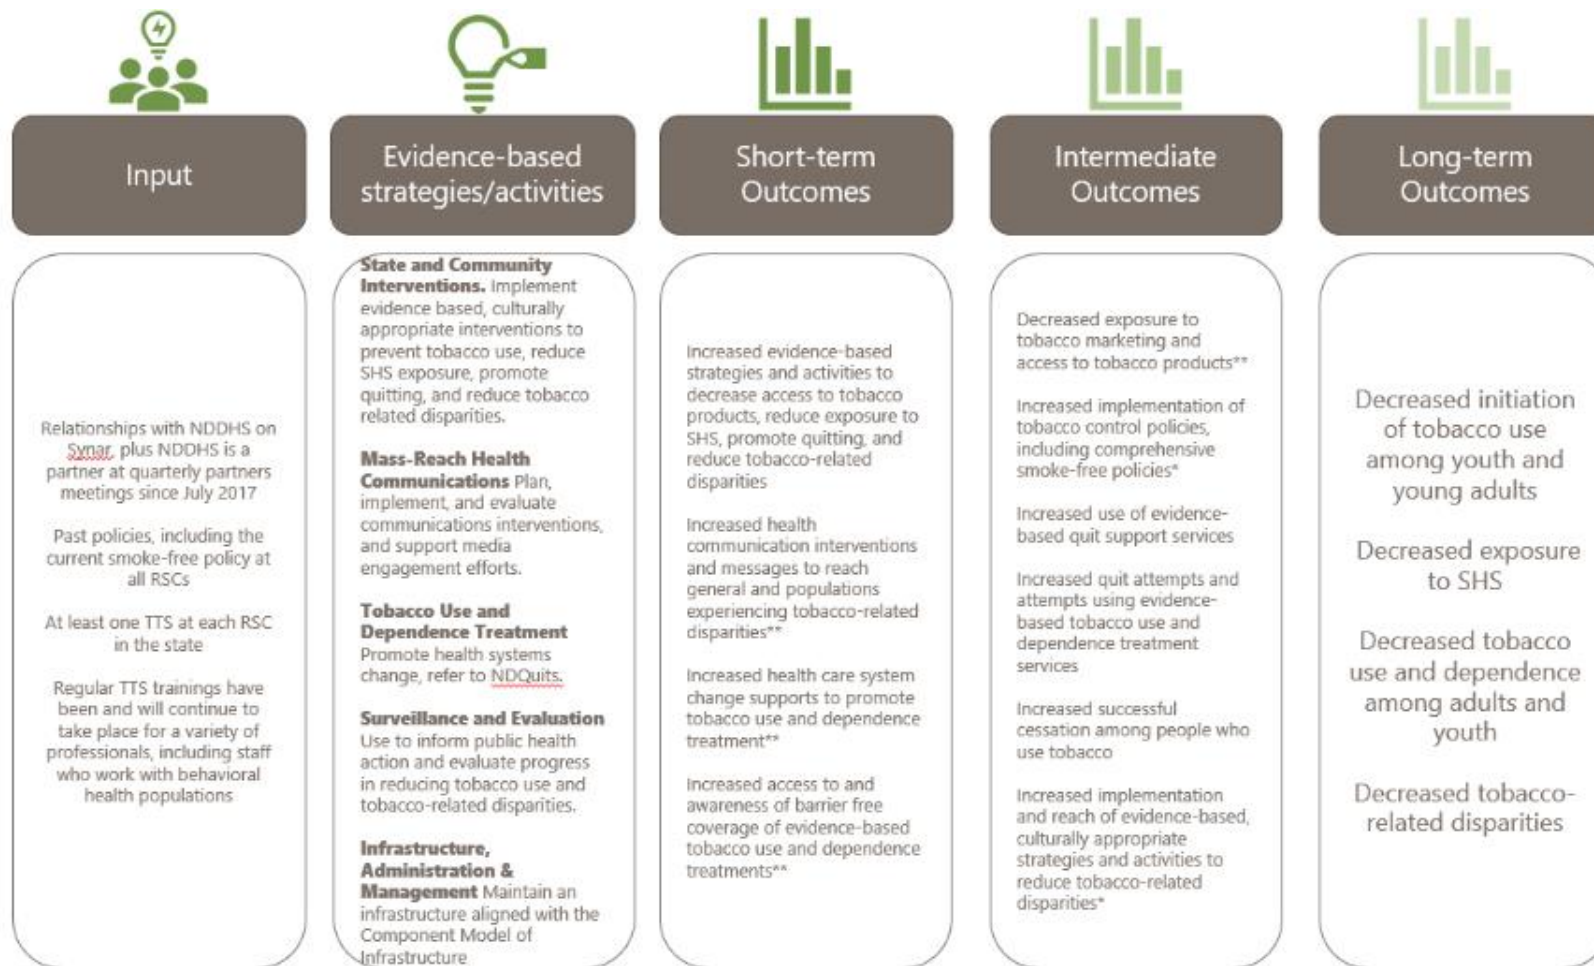 Input
Relationships with NDDHS on
Synar, plus NDDHS is a
partner at quarterly partners
meetings since July 2017
Past policies, including the
current smoke-free policy at
all RSCs
At least one TTS at each RSC
in the state
Regular TTS trainings have
been and will continue to
take place for a variety of
professionals, including staff
who work with behavioral
health populations
Evidence-based
strategies/activities
State and Community
Interventions. Implement
evidence based, culturally
appropriate interventions to
prevent tobacco use, reduce
SHS exposure, promote
quitting, and reduce tobacco
related disparities.
Mass-Reach Health
Communications Plan,
implement, and evaluate
communications interventions,
and support media
engagement efforts.
Tobacco Use and
Dependence Treatment
Promote health systems
change, refer to NDQuits.
Surveillance and Evaluation
Use to inform public health
action and evaluate progress
in reducing tobacco use and
tobacco-related disparities.
Infrastructure,
Administration &
Management Maintain an
infrastructure aligned with the
Component Model of
Infrastructure
Short-term
Outcomes
Increased evidence-based
strategies and activities to
decrease access to tobacco
products, reduce exposure to
SHS, promote quitting, and
reduce tobacco-related
disparities
Increased health
communication interventions
and messages to reach
general and populations
experiencing tobacco-related
disparities**
Increased health care system
change supports to promote
tobacco use and dependence
treatment**
Increased access to and
awareness of barrier free
coverage of evidence-based
tobacco use and dependence
treatments**
Intermediate
Outcomes
Decreased exposure to
tobacco marketing and
access to tobacco products**
Increased implementation of
tobacco control policies,
including comprehensive
smoke-free policies*
Increased use of evidence-
based quit support services
Increased quit attempts and
attempts using evidence-
based tobacco use and
dependence treatment
services
Increased successful
cessation among people who
use tobacco
Increased implementation
and reach of evidence-based,
culturally appropriate
strategies and activities to
reduce tobacco-related
disparities*
Long-term
Outcomes
Decreased initiation
of tobacco use
among youth and
young adults
Decreased exposure
to SHS
Decreased tobacco
use and dependence
among adults and
youth
Decreased tobacco-
related disparities